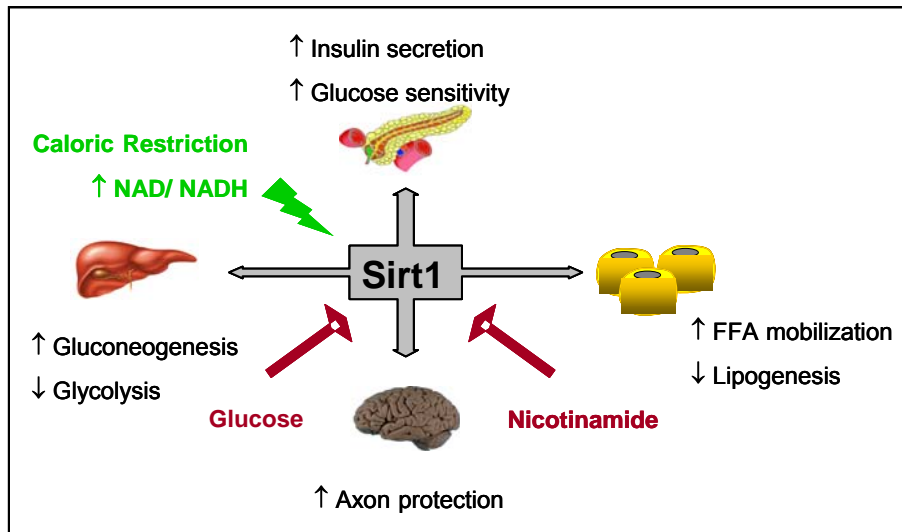 ↑ Insulin secretion
↑ Glucose sensitivity
Caloric Restriction
↑ NAD/ NADH
Sirt1
↑ Gluconeogenesis
↓ Glycolysis
↑ FFA mobilization
↓ Lipogenesis
Glucose
Nicotinamide
↑ Axon protection